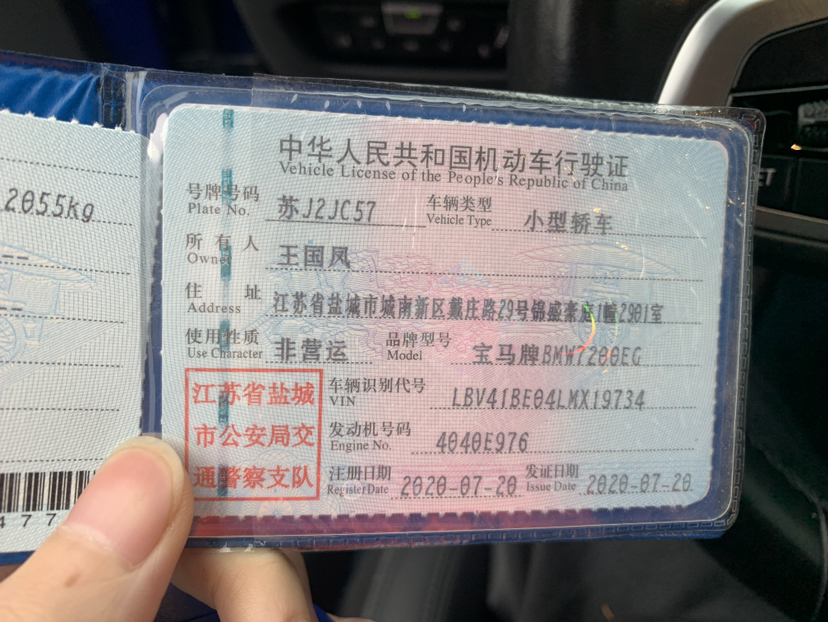 中华人民共和国机动车行驶证
Vehicle License of the People's Republic of China
号牌号码 苏J2JC57 车辆类型 小型轿车
Plate No. Vehicle Type
所有人 王国凤
Owner
住址 江苏省盐城市城南新区戴庄路29号锦盛豪庭1幢2901室
Address
使用性质 非营运 品牌型号 宝马牌BMW7200EG
Use Character Model
江苏省盐城
市公安局交
通警察支队
车辆识别代号 LBV41BE04LMX19734
VIN
发动机号码 4040E976
Engine No.
注册日期 2020-07-20 发证日期 2020-07-20
Register Date Issue Date
2055kg
477